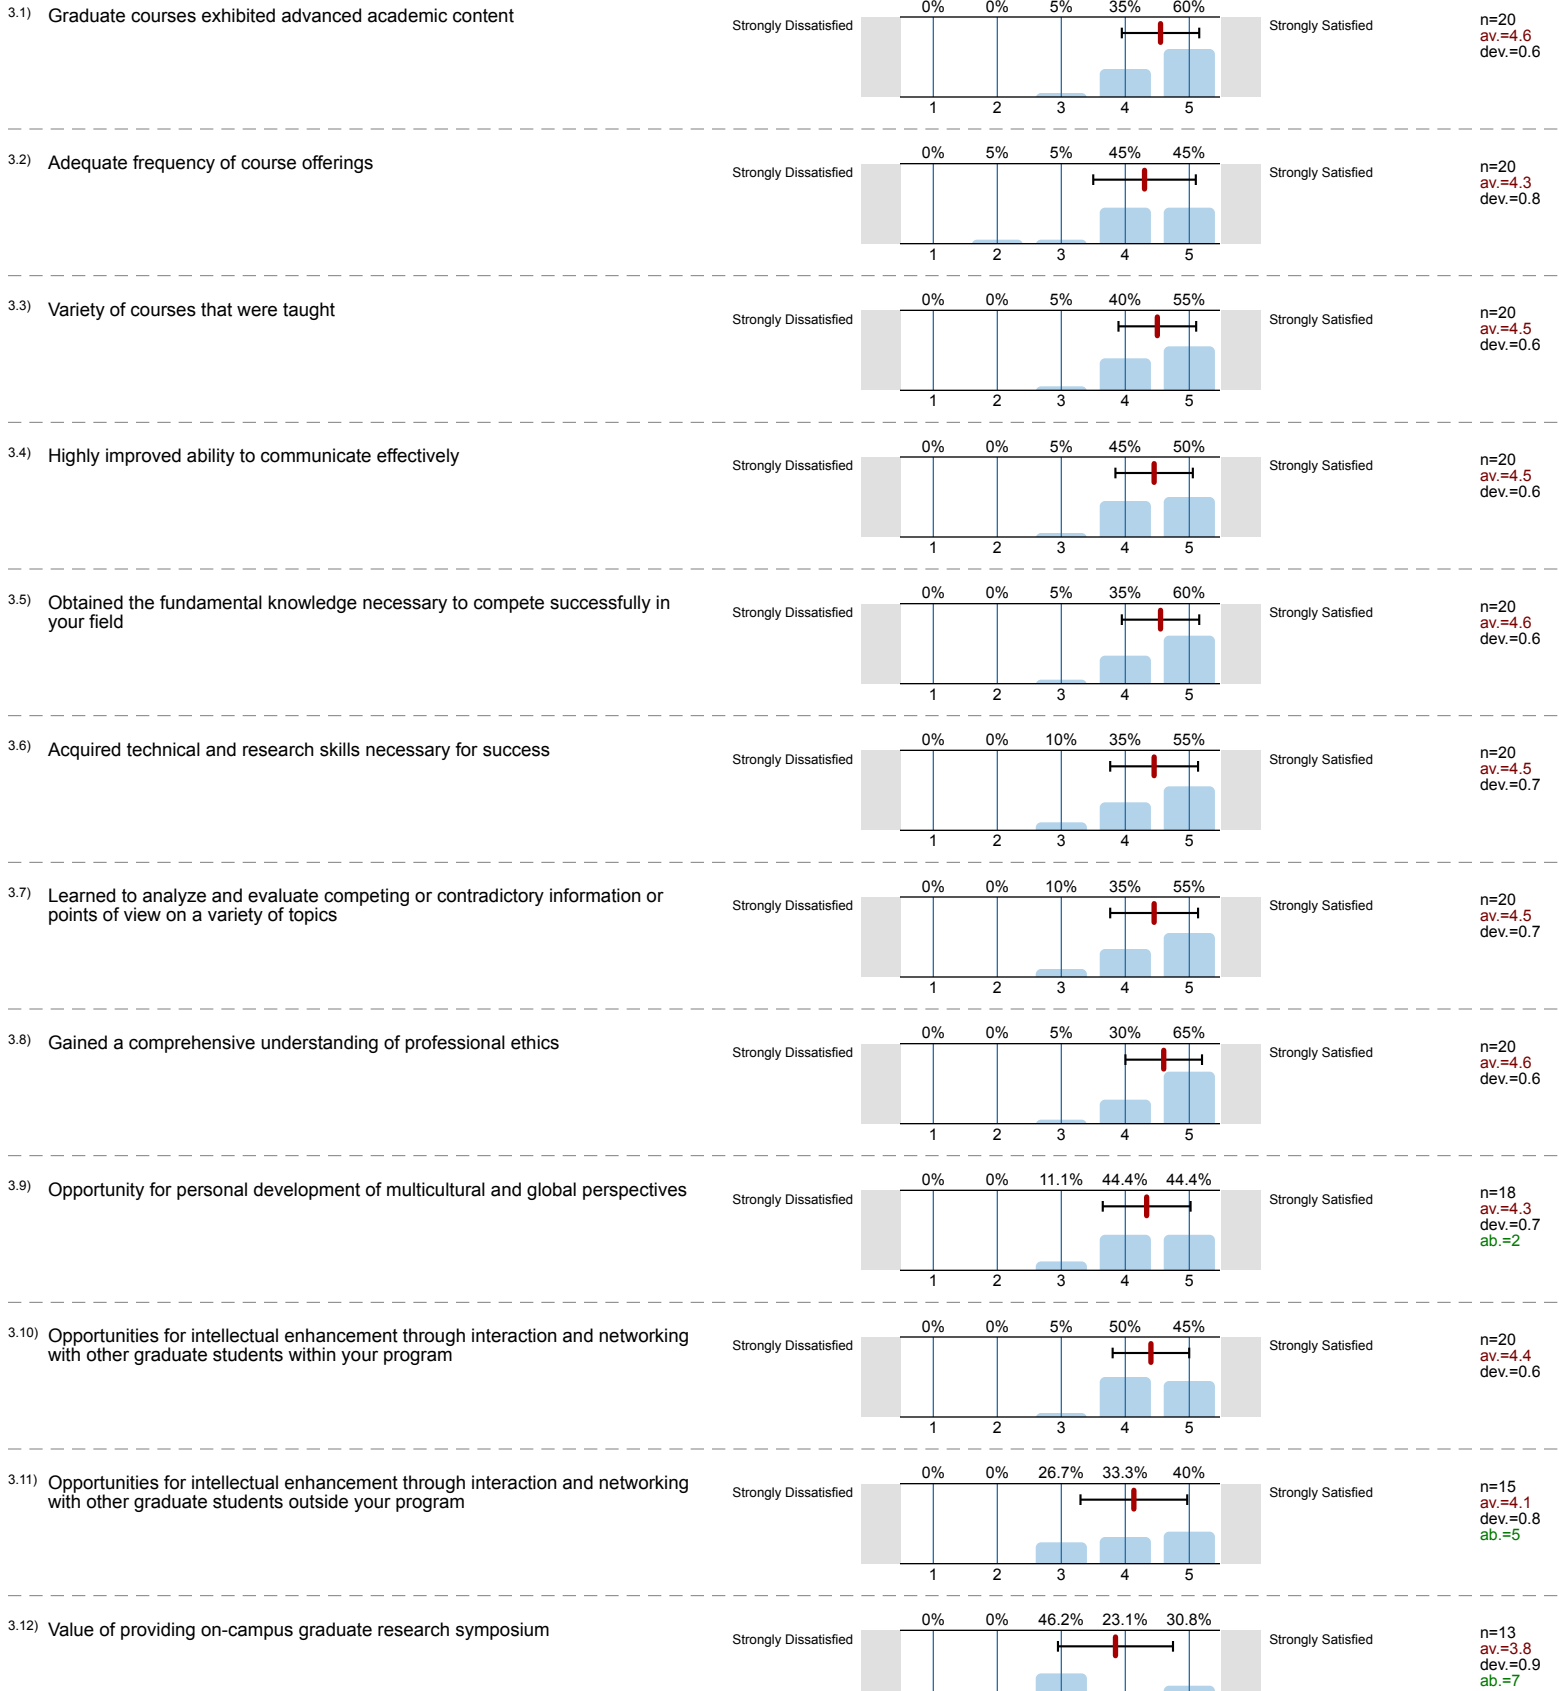 3.1) Graduate courses exhibited advanced academic content
0% 0% 5% 35% 60%
Strongly Dissatisfied Strongly Satisfied
1 2 3 4 5
n=20
av.=4.6
dev.=0.6
3.2) Adequate frequency of course offerings
0% 5% 5% 45% 45%
Strongly Dissatisfied Strongly Satisfied
1 2 3 4 5
n=20
av.=4.3
dev.=0.8
3.3) Variety of courses that were taught
0% 0% 5% 40% 55%
Strongly Dissatisfied Strongly Satisfied
1 2 3 4 5
n=20
av.=4.5
dev.=0.6
3.4) Highly improved ability to communicate effectively
0% 0% 5% 45% 50%
Strongly Dissatisfied Strongly Satisfied
1 2 3 4 5
n=20
av.=4.5
dev.=0.6
3.5) Obtained the fundamental knowledge necessary to compete successfully in
your field
0% 0% 5% 35% 60%
Strongly Dissatisfied Strongly Satisfied
1 2 3 4 5
n=20
av.=4.6
dev.=0.6
3.6) Acquired technical and research skills necessary for success
0% 0% 10% 35% 55%
Strongly Dissatisfied Strongly Satisfied
1 2 3 4 5
n=20
av.=4.5
dev.=0.7
3.7) Learned to analyze and evaluate competing or contradictory information or
points of view on a variety of topics
0% 0% 10% 35% 55%
Strongly Dissatisfied Strongly Satisfied
1 2 3 4 5
n=20
av.=4.5
dev.=0.7
3.8) Gained a comprehensive understanding of professional ethics
0% 0% 5% 30% 65%
Strongly Dissatisfied Strongly Satisfied
1 2 3 4 5
n=20
av.=4.6
dev.=0.6
3.9) Opportunity for personal development of multicultural and global perspectives
0% 0% 11.1% 44.4% 44.4%
Strongly Dissatisfied Strongly Satisfied
1 2 3 4 5
n=18
av.=4.3
dev.=0.7
ab.=2
3.10) Opportunities for intellectual enhancement through interaction and networking
with other graduate students within your program
0% 0% 5% 50% 45%
Strongly Dissatisfied Strongly Satisfied
1 2 3 4 5
n=20
av.=4.4
dev.=0.6
3.11) Opportunities for intellectual enhancement through interaction and networking
with other graduate students outside your program
0% 0% 26.7% 33.3% 40%
Strongly Dissatisfied Strongly Satisfied
1 2 3 4 5
n=15
av.=4.1
dev.=0.8
ab.=5
3.12) Value of providing on-campus graduate research symposium
0% 0% 46.2% 23.1% 30.8%
Strongly Dissatisfied Strongly Satisfied
n=13
av.=3.8
dev.=0.9
ab.=7